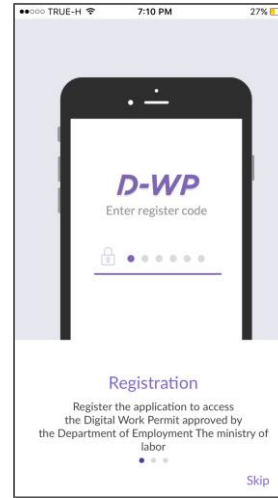 TRUE-H 7:10 PM 27%
D-WP
Enter register code
Registration
Register the application to access
the Digital Work Permit approved by
the Department of Employment The ministry of
labor
Skip